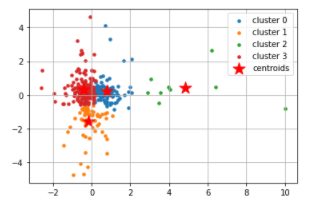 cluster 0
cluster 1
cluster 2
cluster 3
centroids
4
2
0
−2
−4
−2
0
2
4
6
8
10